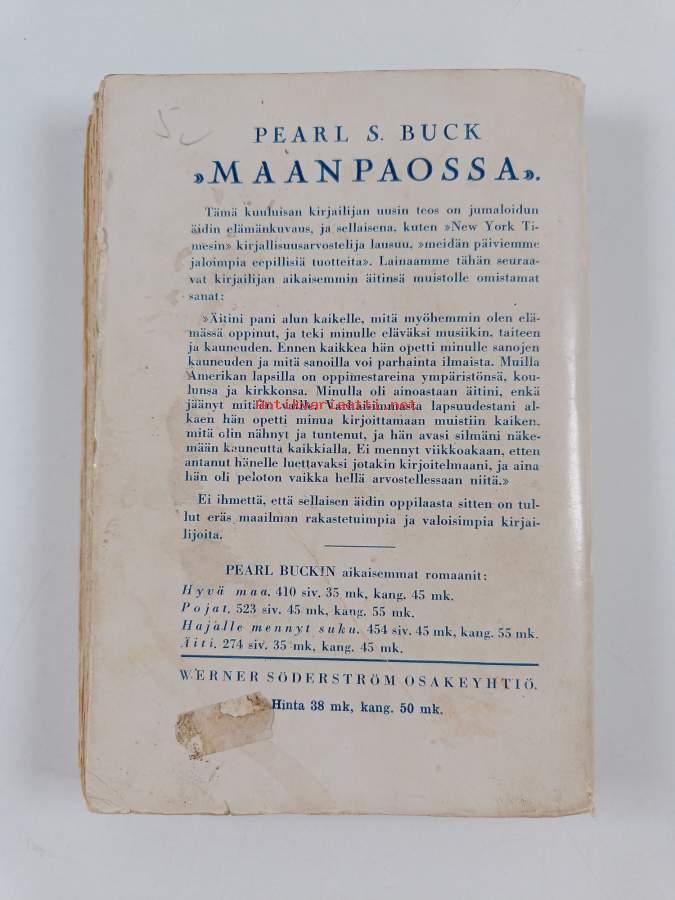 5
PEARL S. BUCK
»MAANPAOSSA».
Tämä kuuluisan kirjailijan uusin teos on jumaloidun
äidin elämänkuvaus, ja sellaisena, kuten »New York Ti-
mesin» kirjallisuusarvostelija lausuu, »meidän päiviemme
jaloimpia eepillisiä tuotteita». Lainaamme tähän seuraa-
vat kirjailijan aikaisemmin äitinsä muistolle omistamat
sanat:
»Äitini pani alun kaikelle, mitä myöhemmin olen elä-
mässä oppinut, ja teki minulle eläväksi musiikin, taiteen
ja kauneuden. Ennen kaikkea hän opetti minulle sanojen
kauneuden ja mitä sanoilla voi parhainta ilmaista. Muilla
Amerikan lapsilla on oppimestareina ympäristönsä, kou-
lunsa ja kirkkonsa. Minulla oli ainoastaan äitini, enkä
jäänyt mitään vaille. Varhaisimmasta lapsuudestani al-
Antikvariaatti.net
kaen hän opetti minua kirjoittamaan muistiin kaiken,
mitä olin nähnyt ja tuntenut, ja hän avasi silmäni näke-
mään kauneutta kaikkialla. Ei mennyt viikkoakaan, etten
antanut hänelle luettavaksi jotakin kirjoitelmaani, ja aina
hän oli peloton vaikka hellä arvostellessaan niitä.»
Ei ihmettä, että sellaisen äidin oppilaasta sitten on tul-
lut eräs maailman rakastetuimpia ja valoisimpia kirjai-
lijoita.
PEARL BUCKIN aikaisemmat romaanit:
Hyvä maa. 410 siv. 35 mk, kang. 45 mk.
Pojat. 523 siv. 45 mk, kang. 55 mk.
Hajalle mennyt suku. 454 siv. 45 mk, kang. 55 mk.
Äiti. 274 siv. 35 mk, kang. 45 mk.
WERNER SÖDERSTRÖM OSAKEYHTIÖ.
Hinta 38 mk, kang. 50 mk.